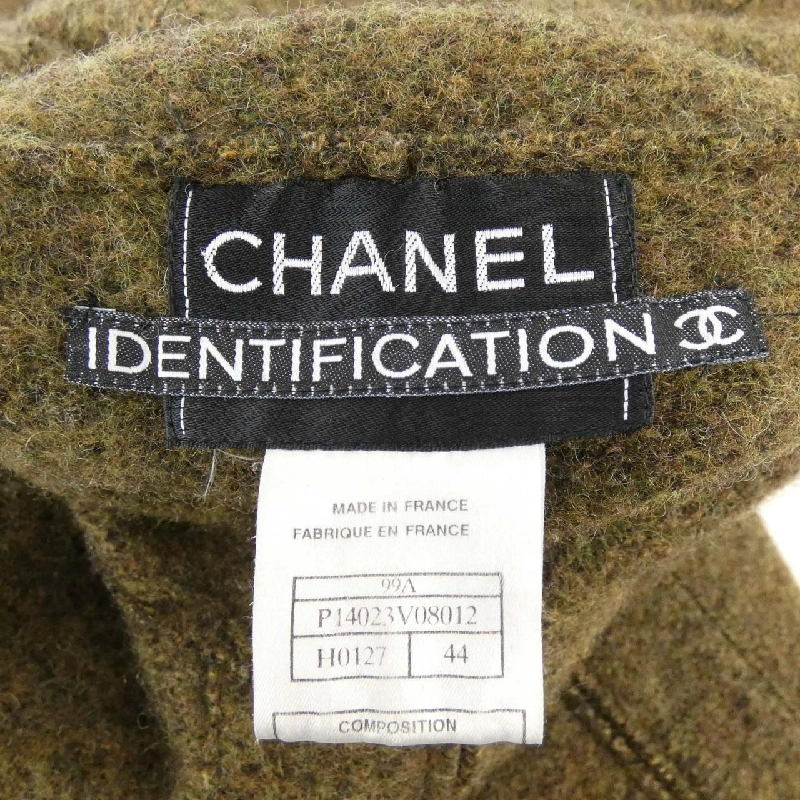 CHANEL
IDENTIFICATION
MADE IN FRANCE
FABRIQUE EN FRANCE
99A
P14023V08012
H0127 44
COMPOSITION